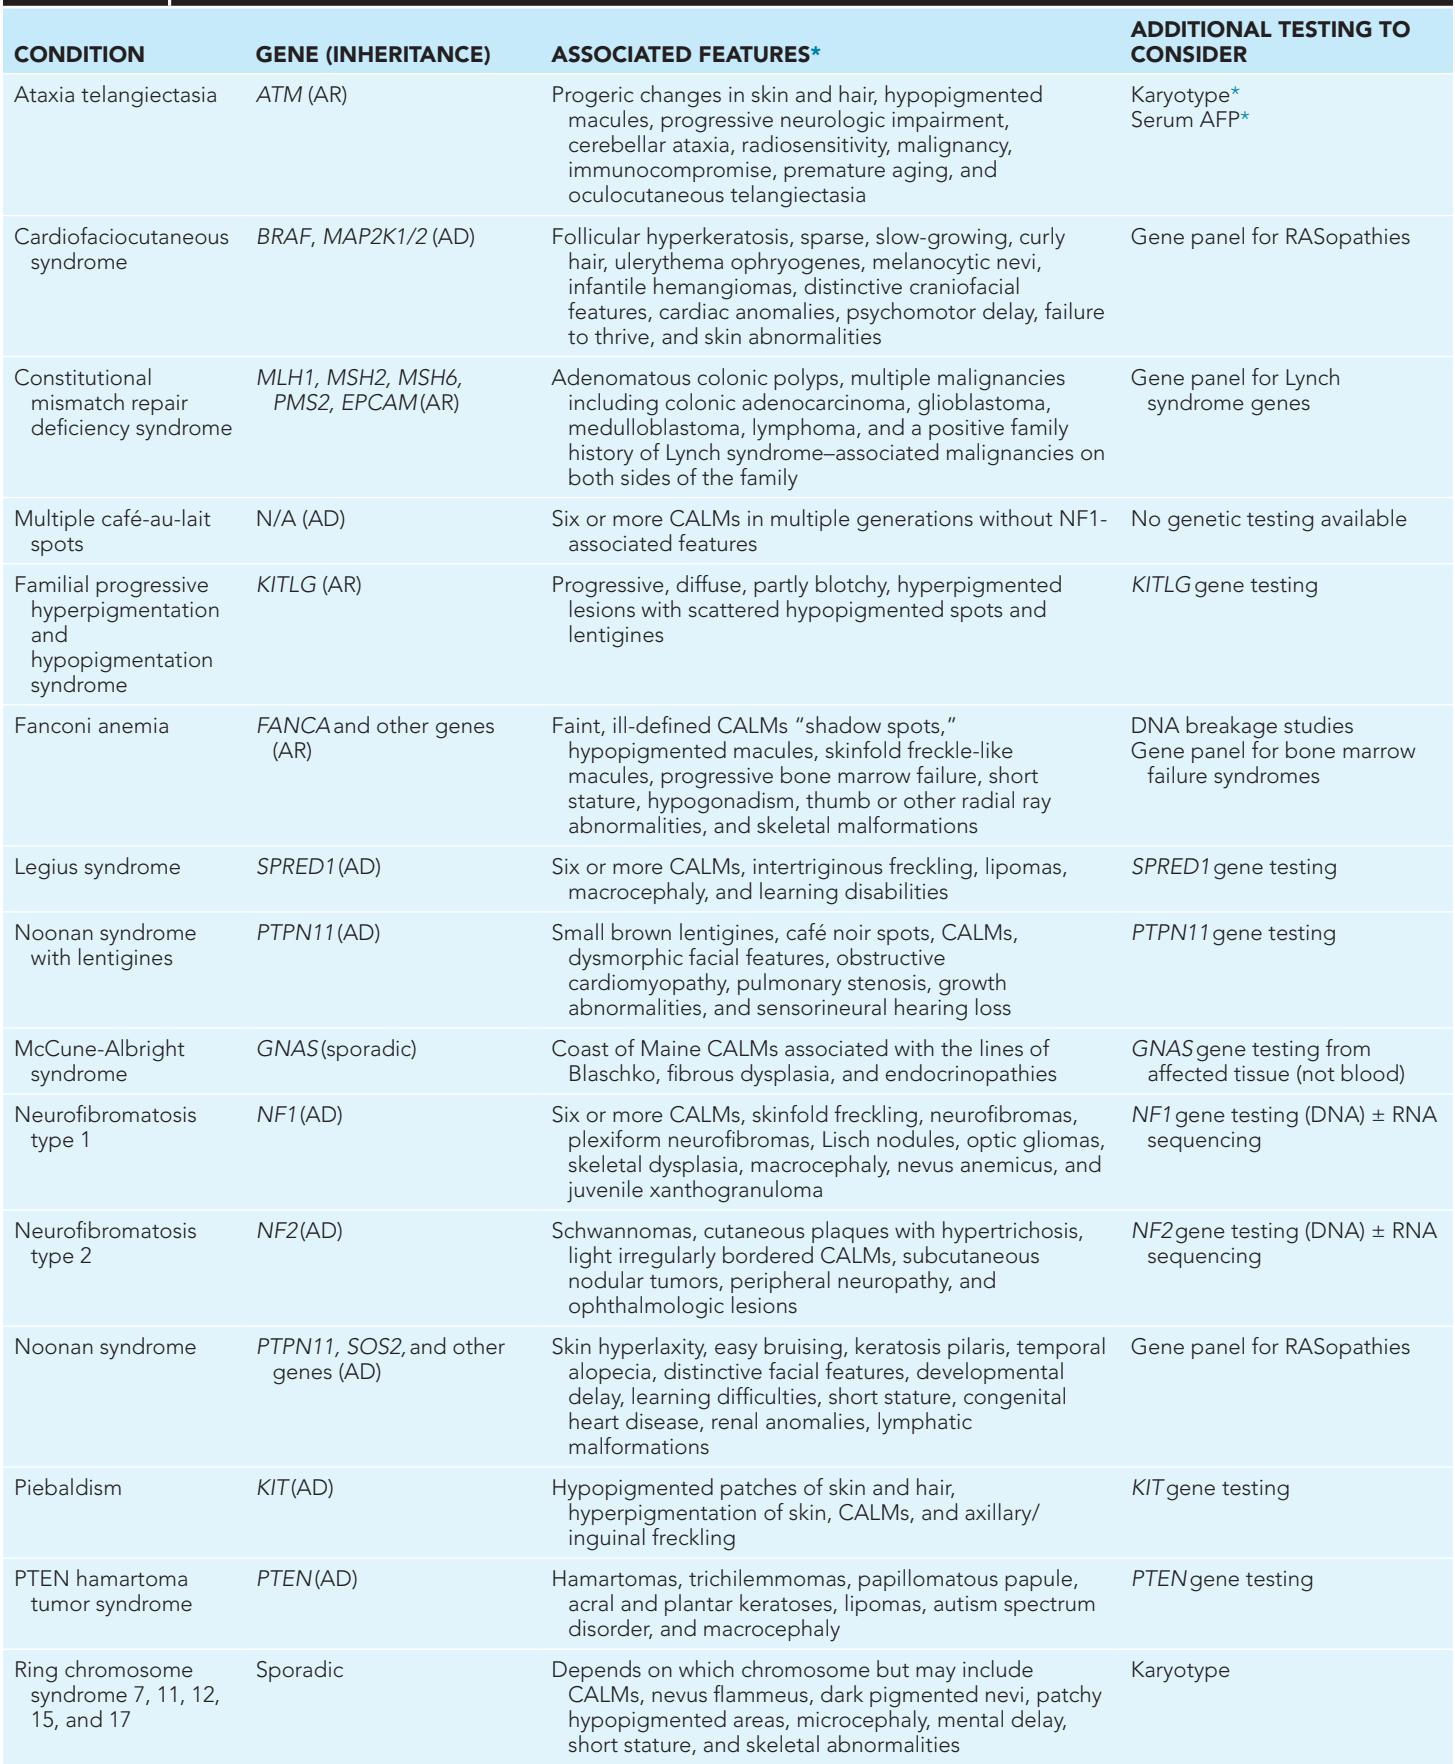 CONDITION GENE (INHERITANCE) ASSOCIATED FEATURES* ADDITIONAL TESTING TO CONSIDER
Ataxia telangiectasia ATM (AR) Progeric changes in skin and hair, hypopigmented Karyotype*
macules, progressive neurologic impairment, Serum AFP*
cerebellar ataxia, radiosensitivity, malignancy,
immunocompromise, premature aging, and
oculocutaneous telangiectasia
Cardiofaciocutaneous BRAF, MAP2K1/2 (AD) Follicular hyperkeratosis, sparse, slow-growing, curly Gene panel for RASopathies
syndrome hair, ulerythema ophryogenes, melanocytic nevi,
infantile hemangiomas, distinctive craniofacial
features, cardiac anomalies, psychomotor delay, failure
to thrive, and skin abnormalities
Constitutional MLH1, MSH2, MSH6, Adenomatous colonic polyps, multiple malignancies Gene panel for Lynch
mismatch repair PMS2, EPCAM (AR) including colonic adenocarcinoma, glioblastoma, syndrome genes
deficiency syndrome medulloblastoma, lymphoma, and a positive family
history of Lynch syndrome–associated malignancies on
both sides of the family
Multiple café-au-lait N/A (AD) Six or more CALMs in multiple generations without NF1- No genetic testing available
spots associated features
Familial progressive KITLG (AR) Progressive, diffuse, partly blotchy, hyperpigmented KITLG gene testing
hyperpigmentation lesions with scattered hypopigmented spots and
and lentigines
hypopigmentation
syndrome
Fanconi anemia FANCA and other genes Faint, ill-defined CALMs “shadow spots,” DNA breakage studies
(AR) hypopigmented macules, skinfold freckle-like Gene panel for bone marrow
macules, progressive bone marrow failure, short failure syndromes
stature, hypogonadism, thumb or other radial ray
abnormalities, and skeletal malformations
Legius syndrome SPRED1 (AD) Six or more CALMs, intertriginous freckling, lipomas, SPRED1 gene testing
macrocephaly, and learning disabilities
Noonan syndrome PTPN11 (AD) Small brown lentigines, café noir spots, CALMs, PTPN11 gene testing
with lentigines dysmorphic facial features, obstructive
cardiomyopathy, pulmonary stenosis, growth
abnormalities, and sensorineural hearing loss
McCune-Albright GNAS (sporadic) Coast of Maine CALMs associated with the lines of GNAS gene testing from
syndrome Blaschko, fibrous dysplasia, and endocrinopathies affected tissue (not blood)
Neurofibromatosis NF1 (AD) Six or more CALMs, skinfold freckling, neurofibromas, NF1 gene testing (DNA) ± RNA
type 1 plexiform neurofibromas, Lisch nodules, optic gliomas, sequencing
skeletal dysplasia, macrocephaly, nevus anemicus, and
juvenile xanthogranuloma
Neurofibromatosis NF2 (AD) Schwannomas, cutaneous plaques with hypertrichosis, NF2 gene testing (DNA) ± RNA
type 2 light irregularly bordered CALMs, subcutaneous sequencing
nodular tumors, peripheral neuropathy, and
ophthalmologic lesions
Noonan syndrome PTPN11, SOS2, and other Skin hyperlaxity, easy bruising, keratosis pilaris, temporal Gene panel for RASopathies
genes (AD) alopecia, distinctive facial features, developmental
delay, learning difficulties, short stature, congenital
heart disease, renal anomalies, lymphatic
malformations
Piebaldism KIT (AD) Hypopigmented patches of skin and hair, KIT gene testing
hyperpigmentation of skin, CALMs, and axillary/
inguinal freckling
PTEN hamartoma PTEN (AD) Hamartomas, trichilemmomas, papillomatous papule, PTEN gene testing
tumor syndrome acral and plantar keratoses, lipomas, autism spectrum
disorder, and macrocephaly
Ring chromosome Sporadic Depends on which chromosome but may include Karyotype
syndrome 7, 11, 12, CALMs, nevus flammeus, dark pigmented nevi, patchy
15, and 17 hypopigmented areas, microcephaly, mental delay,
short stature, and skeletal abnormalities